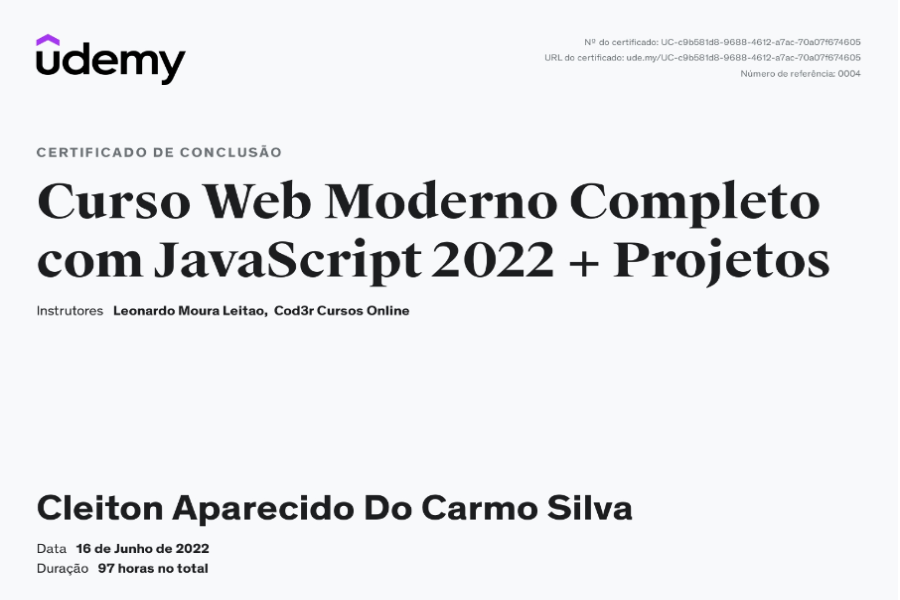 udemy
Nº do certificado: UC-c9b581d8-9688-4612-a7ac-70a07f674605
URL do certificado: ude.my/UC-c9b581d8-9688-4612-a7ac-70a07f674605
Número de referência: 0004
CERTIFICADO DE CONCLUSÃO
Curso Web Moderno Completo
com JavaScript 2022 + Projetos
Instrutores Leonardo Moura Leitao, Cod3r Cursos Online
Cleiton Aparecido Do Carmo Silva
Data 16 de Junho de 2022
Duração 97 horas no total